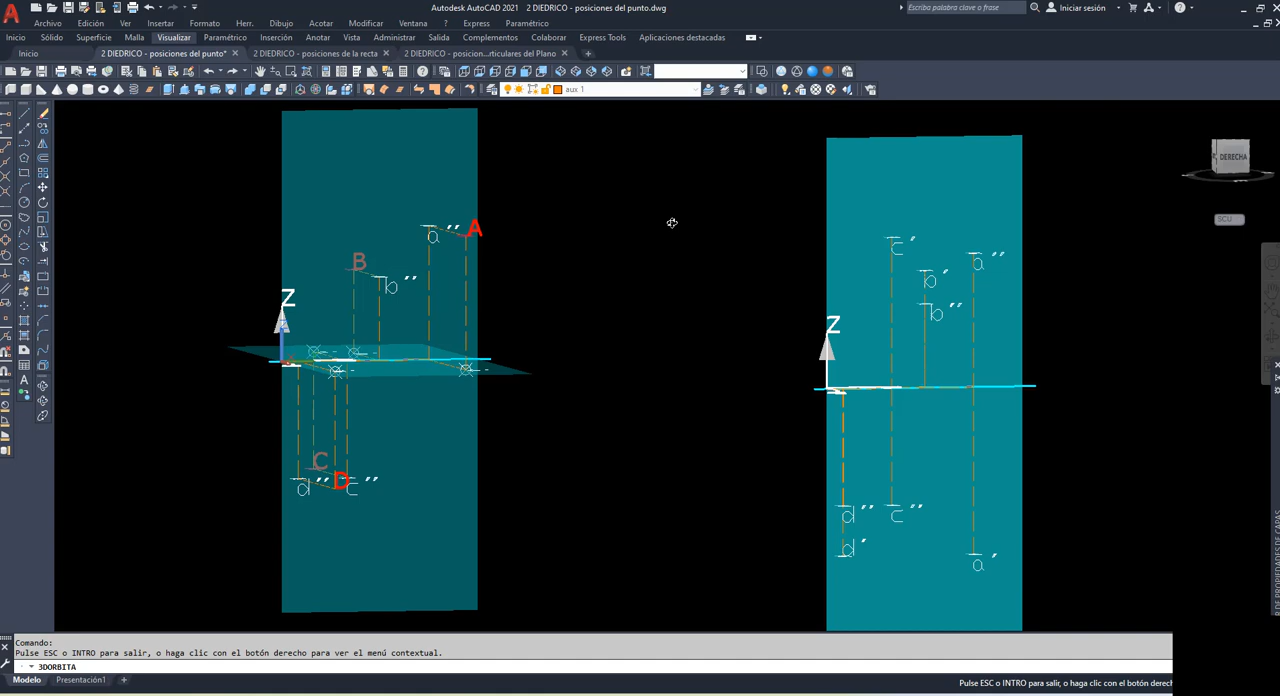 Autodesk AutoCAD 2021 2 DIEDRICO - posiciones del punto.dwg
Escriba palabra clave o frase
Iniciar sesión
Archivo Edición Ver Insertar Formato Herr. Dibujo Acotar Modificar Ventana ? Express Paramétrico
Inicio Sólido Superficie Malla Visualizar Paramétrico Inserción Anotar Vista Administrar Salida Complementos Colaborar Express Tools Aplicaciones destacadas
Inicio 2 DIEDRICO - posiciones del punto* 2 DIEDRICO - posiciones de la recta 2 DIEDRICO - posicion...rticulares del Plano
aux 1
DERECHA
SCU
A
a''
B
b''
Z
C
d''
D
c''
c'
a''
b'
b''
Z
d''
c''
d'
a'
Comando:
Pulse ESC o INTRO para salir, o haga clic con el botón derecho para ver el menú contextual.
3DORBITA
Modelo Presentación1 +
Pulse ESC o INTRO para salir, o haga clic con el botón derech